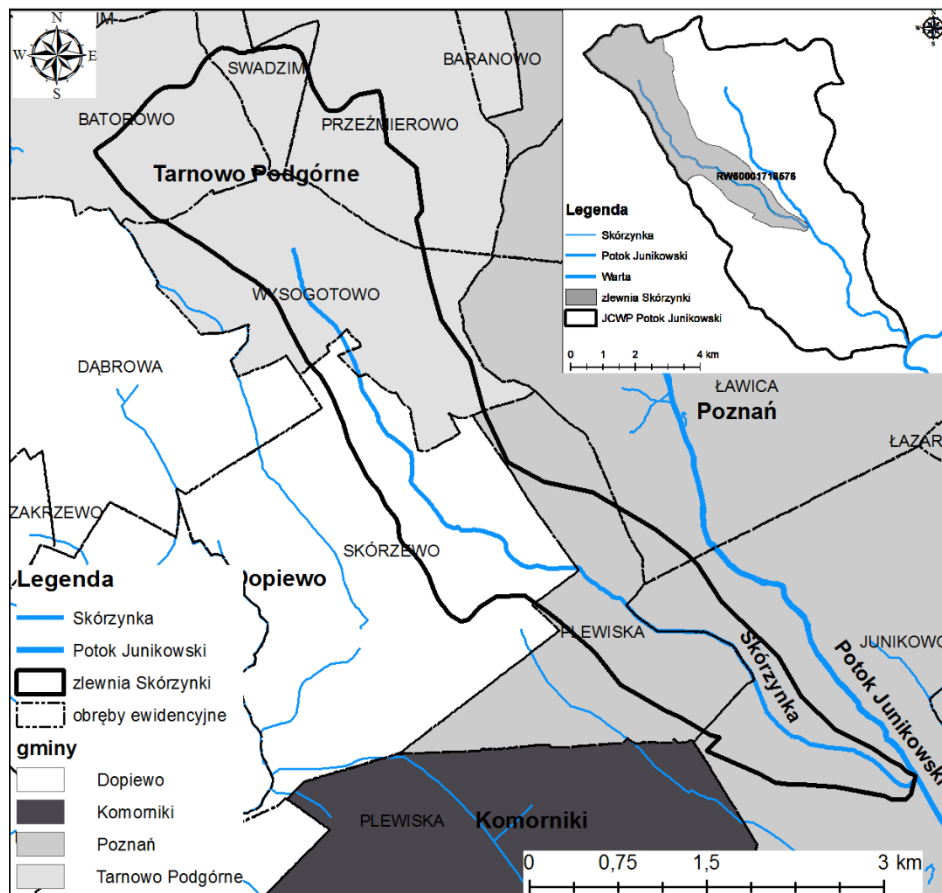 IM
N
W
E
S
SWADZIM
BARANOWO
BATOROWO
PRZEŹMIEROWO
Tarnowo Podgórne
WYSOGOTOWO
DĄBROWA
ŁAWICA
Poznań
ŁAZAR
ZAKRZEWO
SKÓRZEWO
Dopiewo
PLEWISKA
Skórzynka
JUNIKOWO
Potok Junikowski
PLEWISKA
Komorniki
0 0,75 1,5 3 km
Legenda
Skórzynka
Potok Junikowski
zlewnia Skórzynki
obręby ewidencyjne
gminy
Dopiewo
Komorniki
Poznań
Tarnowo Podgórne
N
W
E
S
RW60001718576
Legenda
Skórzynka
Potok Junikowski
Warta
zlewnia Skórzynki
JCWP Potok Junikowski
0 2 4 km